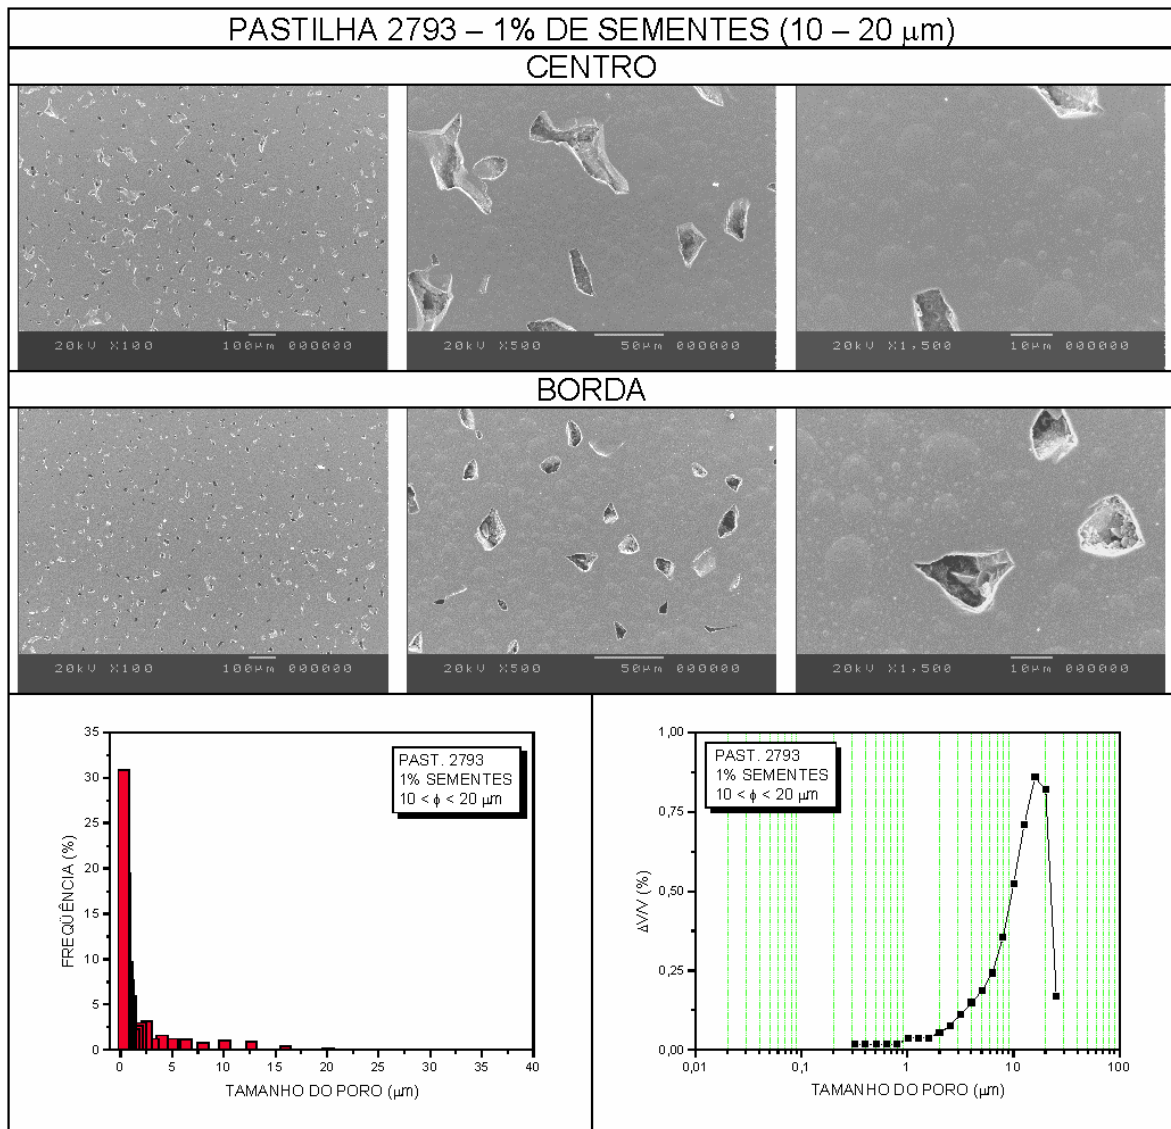 PASTILHA 2793 – 1% DE SEMENTES (10 – 20 µm)
CENTRO
20kV X100 100µm 000000
20kV X500 50µm 000000
20kV X1,500 10µm 000000
BORDA
20kV X100 100µm 000000
20kV X500 50µm 000000
20kV X1,500 10µm 000000
35
30
25
20
15
10
5
0
FREQÜÊNCIA (%)
PAST. 2793
1% SEMENTES
10 < ϕ < 20 µm
0 5 10 15 20 25 30 35 40
TAMANHO DO PORO (µm)
1,00
0,75
0,50
0,25
0,00
ΔV/V (%)
PAST. 2793
1% SEMENTES
10 < ϕ < 20 µm
0,01 0,1 1 10 100
TAMANHO DO PORO (µm)